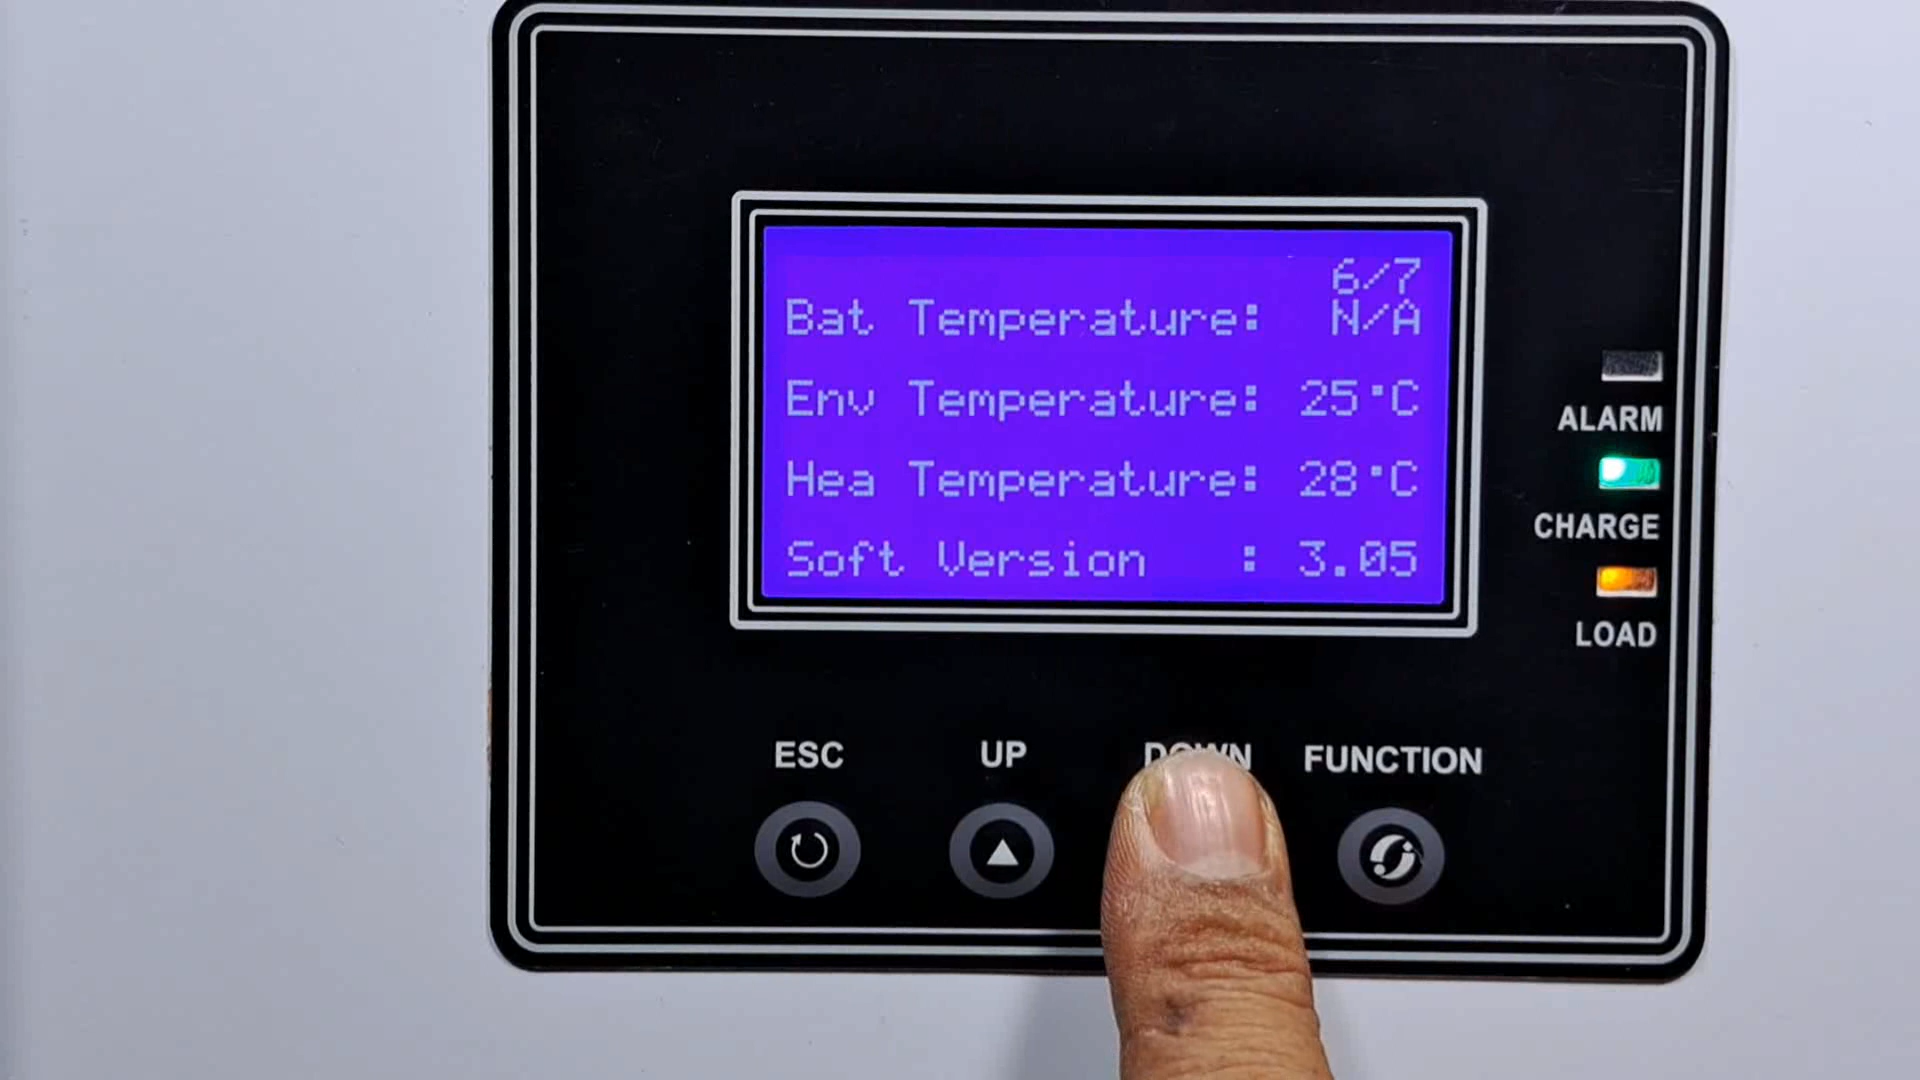 6/7
Bat Temperature: N/A
Env Temperature: 25°C
Hea Temperature: 28°C
Soft Version : 3.05
ALARM
CHARGE
LOAD
ESC
UP
DOWN
FUNCTION